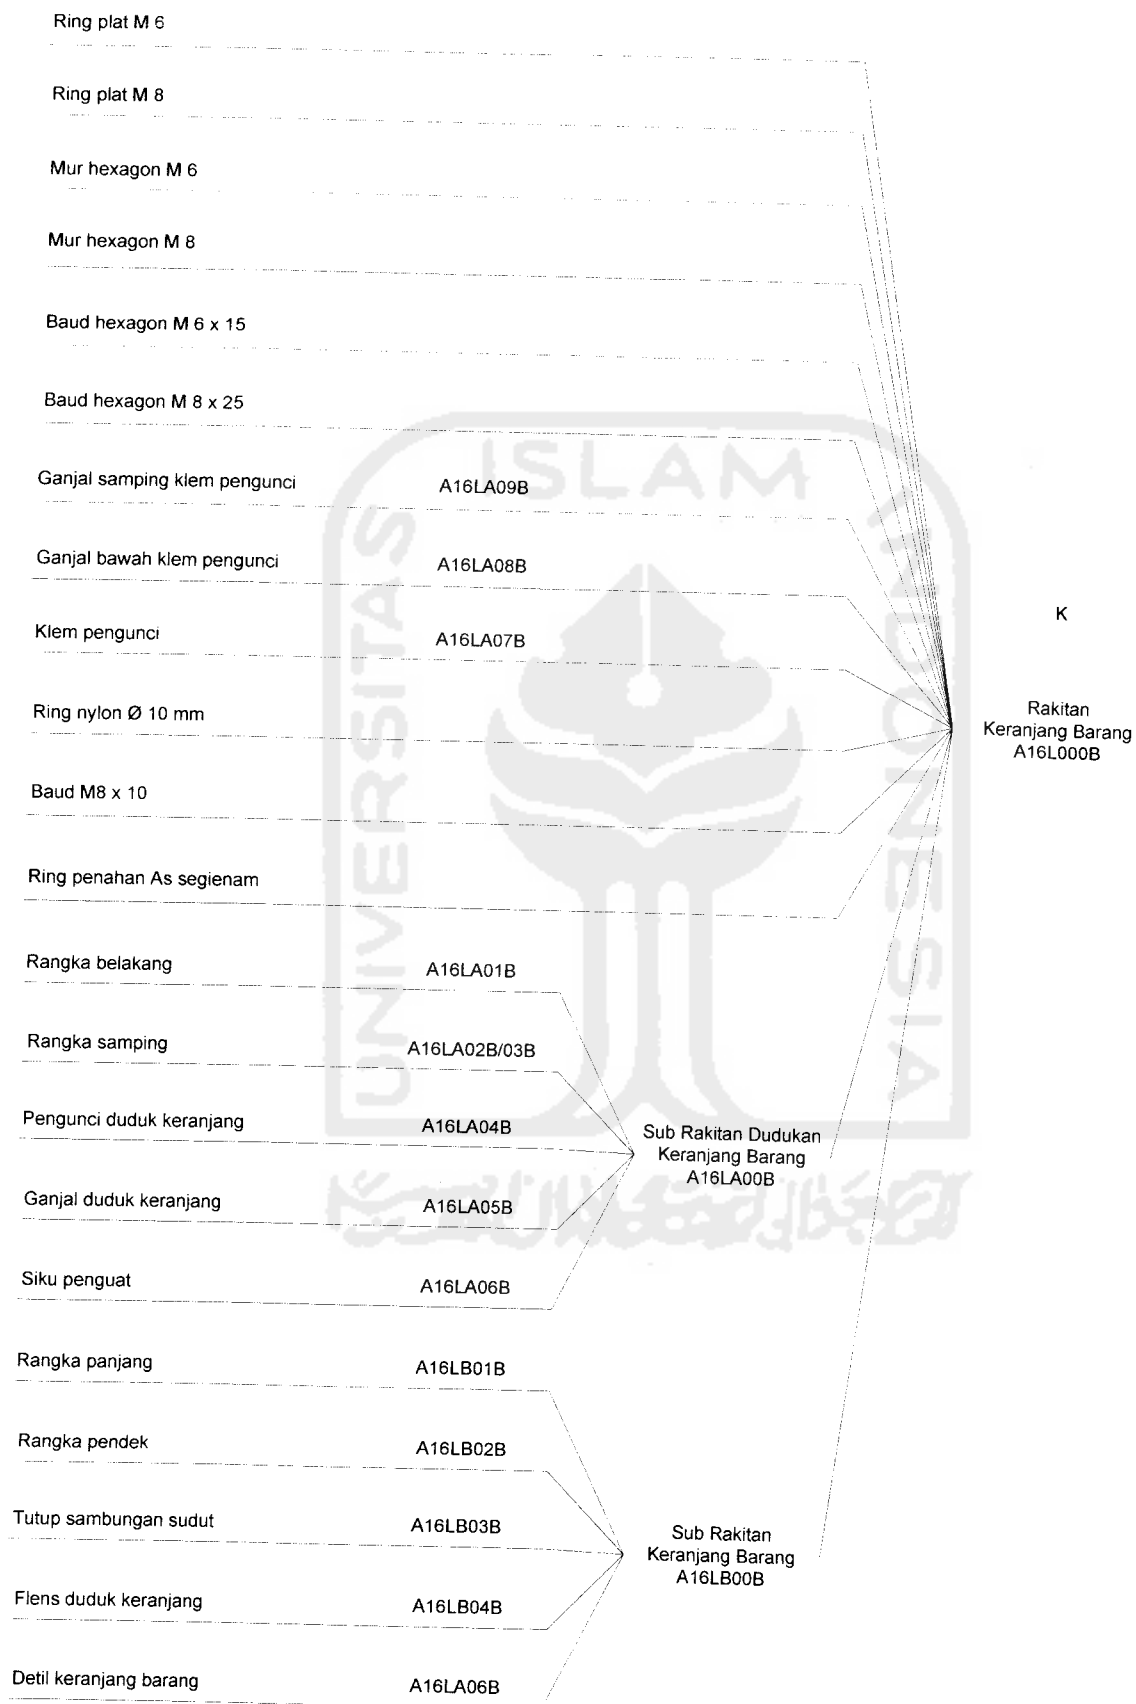 Ring plat M 6
Ring plat M 8
Mur hexagon M 6
Mur hexagon M 8
Baud hexagon M 6 x 15
Baud hexagon M 8 x 25
Ganjal samping klem pengunci A16LA09B
Ganjal bawah klem pengunci A16LA08B
Klem pengunci A16LA07B
Ring nylon Ø 10 mm
Baud M8 x 10
Ring penahan As segienam
K
Rakitan
Keranjang Barang
A16L000B
Rangka belakang A16LA01B
Rangka samping A16LA02B/03B
Pengunci duduk keranjang A16LA04B
Ganjal duduk keranjang A16LA05B
Siku penguat A16LA06B
Sub Rakitan Dudukan
Keranjang Barang
A16LA00B
Rangka panjang A16LB01B
Rangka pendek A16LB02B
Tutup sambungan sudut A16LB03B
Flens duduk keranjang A16LB04B
Detil keranjang barang A16LA06B
Sub Rakitan
Keranjang Barang
A16LB00B
UNIVERSITAS
ISLAM
INDONESIA